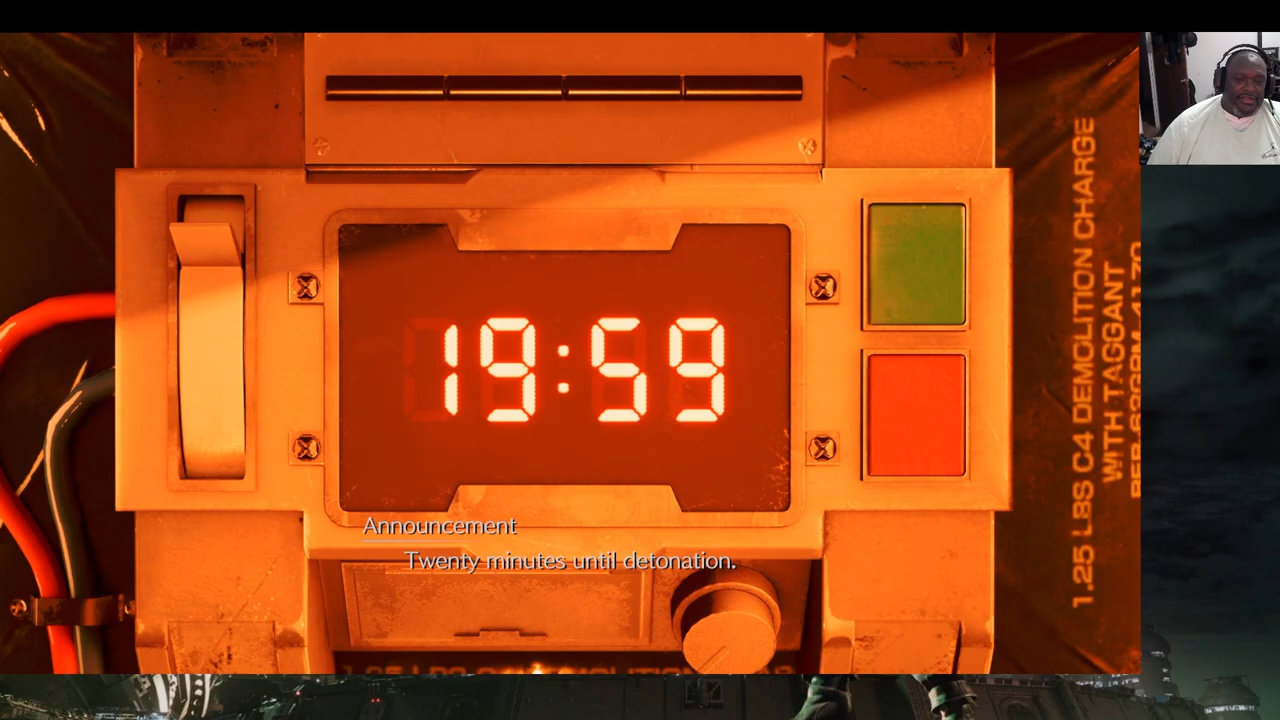 19:59
Announcement
Twenty minutes until detonation.
1.25 LBS C4 DEMOLITION CHARGE
WITH TAGGANT